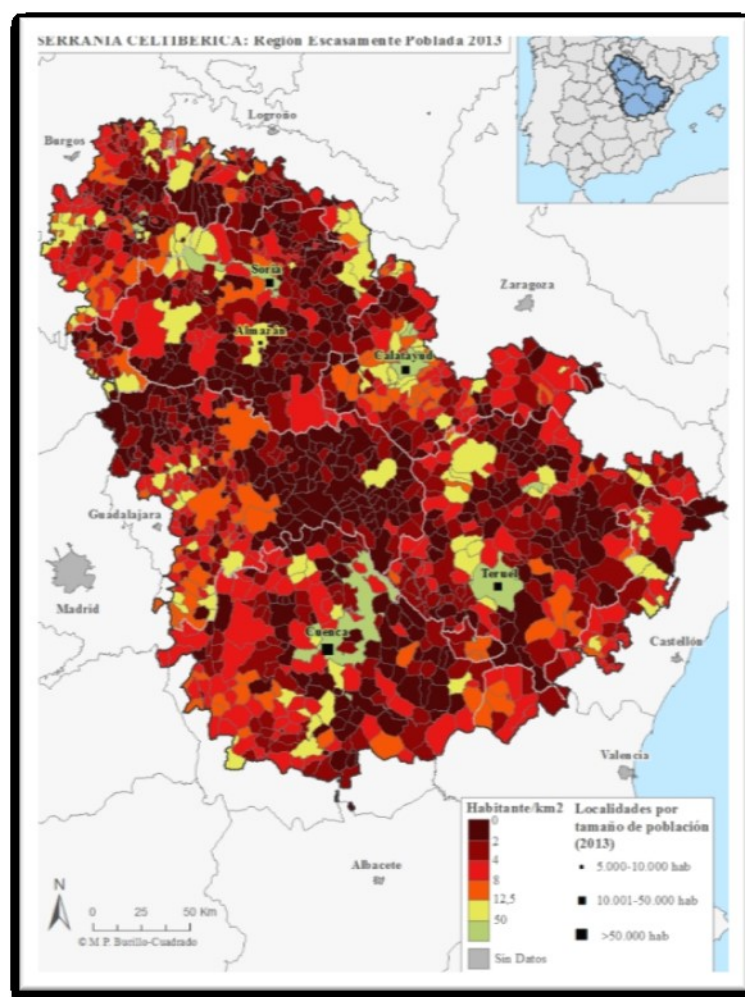 SERRANÍA CELTIBÉRICA: Región Escasamente Poblada 2013
Logroño
Burgos
Soria
Zaragoza
Almazán
Calatayud
Guadalajara
Madrid
Teruel
Cuenca
Castellón
Valencia
Albacete
Habitante/km2
0
2
4
8
12,5
50
Sin Datos
Localidades por
tamaño de población
(2013)
5.000-10.000 hab
10.001-50.000 hab
>50.000 hab
N
0 25 50 Km
© M P. Burillo-Cuadrado